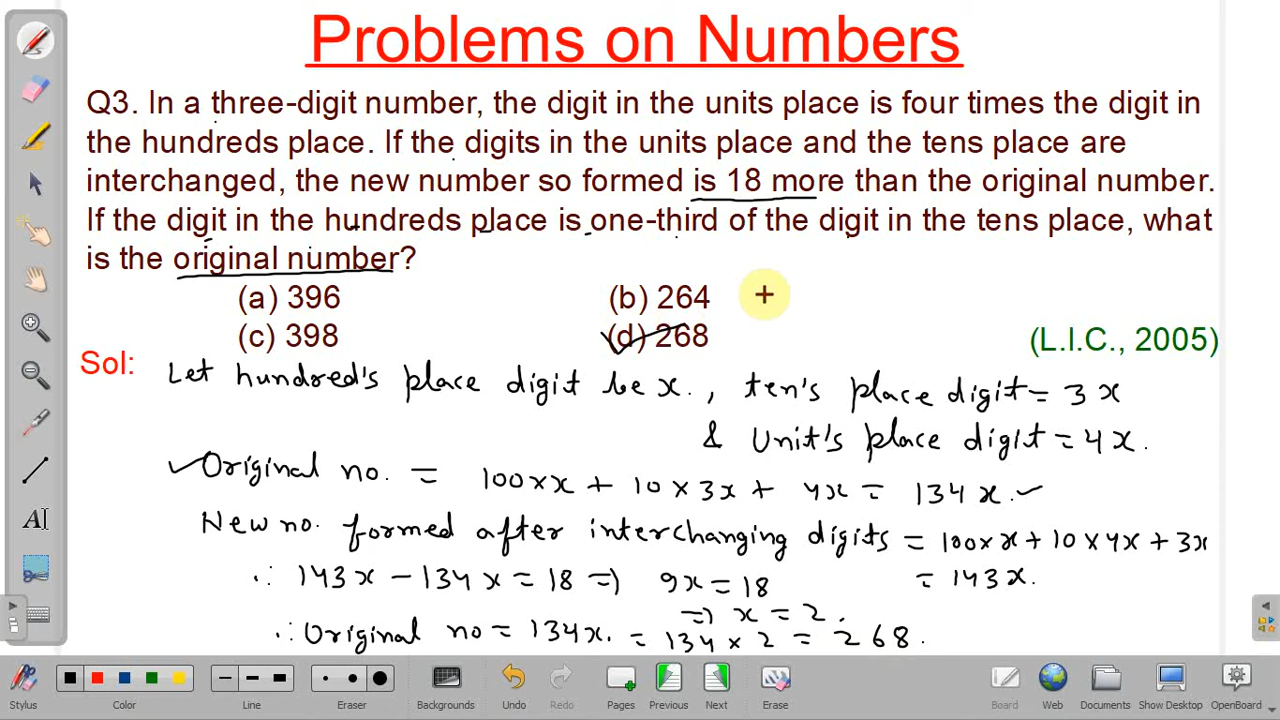 Problems on Numbers
Q3. In a three-digit number, the digit in the units place is four times the digit in
the hundreds place. If the digits in the units place and the tens place are
interchanged, the new number so formed is 18 more than the original number.
If the digit in the hundreds place is one-third of the digit in the tens place, what
is the original number?
(a) 396 (b) 264
(c) 398 (d) 268 (L.I.C., 2005)
Sol:
Let hundred's place digit be x., ten's place digit = 3x
& Unit's place digit = 4x.
Original no. = 100×x + 10×3x + 4x = 134x.
New no. formed after interchanging digits = 100×x + 10×4x + 3x
= 143x.
∴ 143x - 134x = 18 => 9x = 18
=> x = 2.
∴ Original no = 134x. = 134 × 2 = 268.
Stylus Color Line Eraser Backgrounds Undo Redo Pages Previous Next Erase Board Web Documents Show Desktop OpenBoard